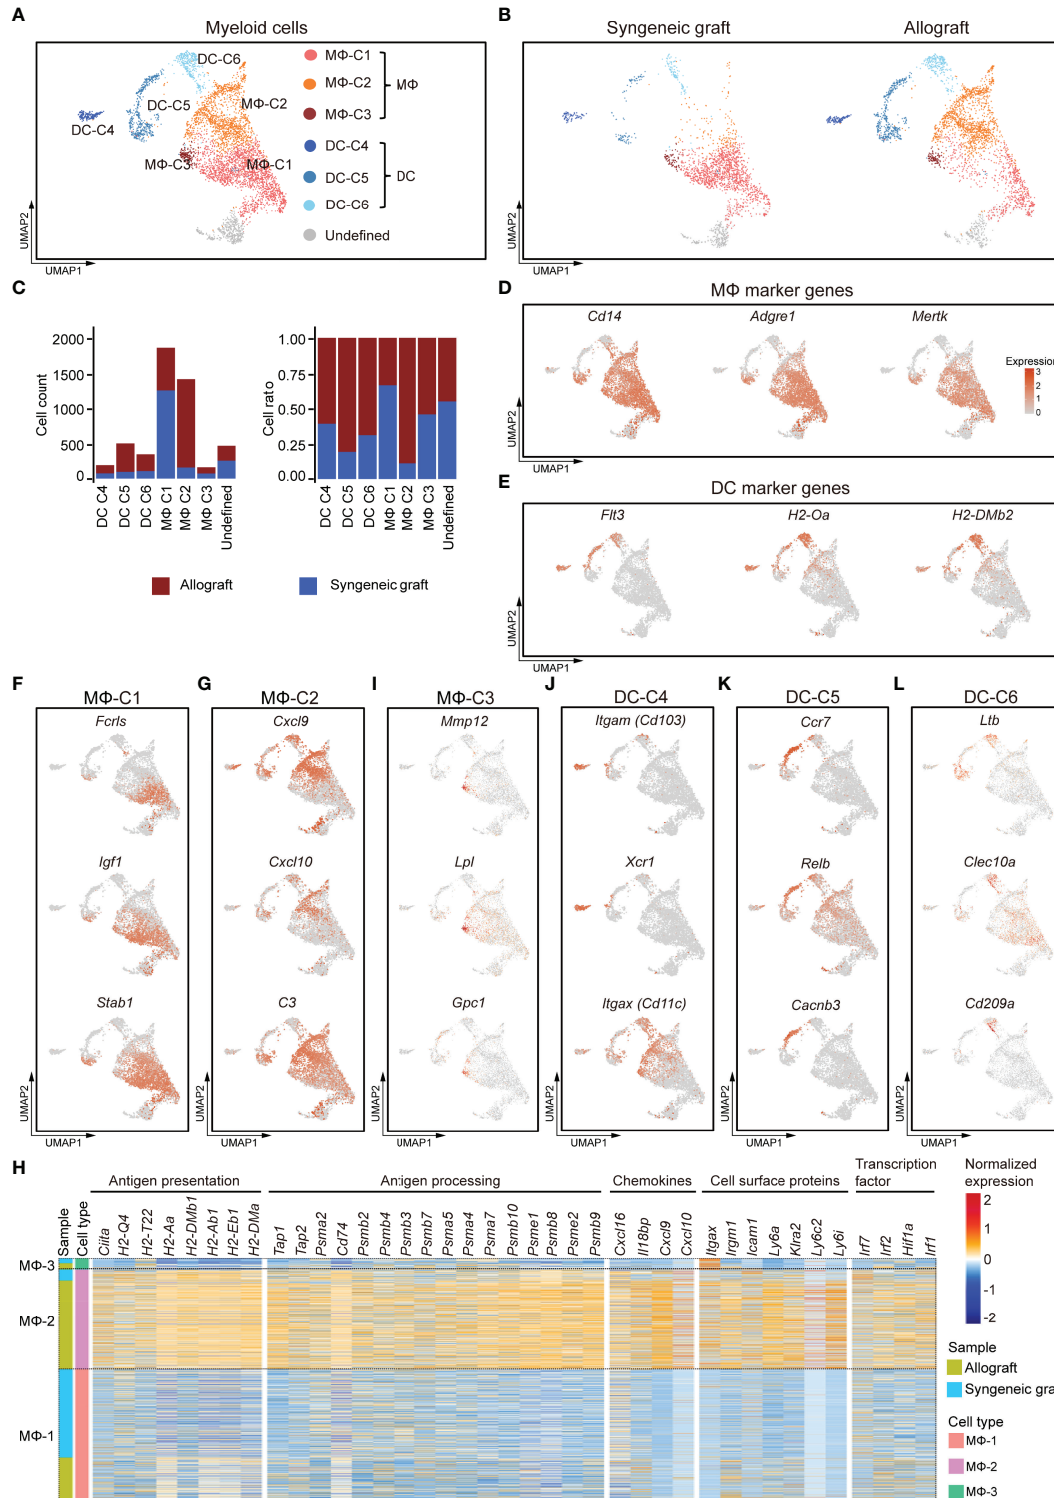 A
Myeloid cells
DC-C6
MΦ-C2
DC-C5
DC-C4
MΦ-C3
MΦ-C1
MΦ-C1
MΦ-C2
MΦ
MΦ-C3
DC-C4
DC-C5
DC
DC-C6
Undefined
UMAP2
UMAP1
B
Syngeneic graft
Allograft
UMAP2
UMAP1
C
Cell count
2000
1500
1000
500
0
DC C4
DC C5
DC C6
MΦ C1
MΦ C2
MΦ C3
Undefined
Cell rato
1.00
0.75
0.50
0.25
0.00
DC C4
DC C5
DC C6
MΦ C1
MΦ C2
MΦ C3
Undefined
Allograft
Syngeneic graft
D
MΦ marker genes
Cd14
Adgre1
Mertk
Expression
3
2
1
0
UMAP2
UMAP1
E
DC marker genes
Flt3
H2-Oa
H2-DMb2
UMAP2
UMAP1
F
MΦ-C1
Fcrls
Igf1
Stab1
UMAP2
UMAP1
G
MΦ-C2
Cxcl9
Cxcl10
C3
UMAP2
UMAP1
I
MΦ-C3
Mmp12
Lpl
Gpc1
UMAP2
UMAP1
J
DC-C4
Itgam (Cd103)
Xcr1
Itgax (Cd11c)
UMAP2
UMAP1
K
DC-C5
Ccr7
Relb
Cacnb3
UMAP2
UMAP1
L
DC-C6
Ltb
Clec10a
Cd209a
UMAP2
UMAP1
H
Antigen presentation
Antigen processing
Chemokines
Cell surface proteins
Transcription
factor
Sample
Cell type
Ciita
H2-Q4
H2-T22
H2-Aa
H2-DMb1
H2-Ab1
H2-Eb1
H2-DMa
Tap1
Tap2
Psma2
Cd74
Psmb2
Psmb4
Psmb3
Psmb7
Psma5
Psma4
Psma7
Psmb10
Psme1
Psmb8
Psme2
Psmb9
Cxcl16
Il18bp
Cxcl9
Cxcl10
Itgax
Irgm1
Icam1
Ly6a
Klra2
Ly6c2
Ly6i
Irf7
Irf2
Hif1a
Irf1
MΦ-3
MΦ-2
MΦ-1
Normalized
expression
2
1
0
-1
-2
Sample
Allograft
Syngeneic gra
Cell type
MΦ-1
MΦ-2
MΦ-3